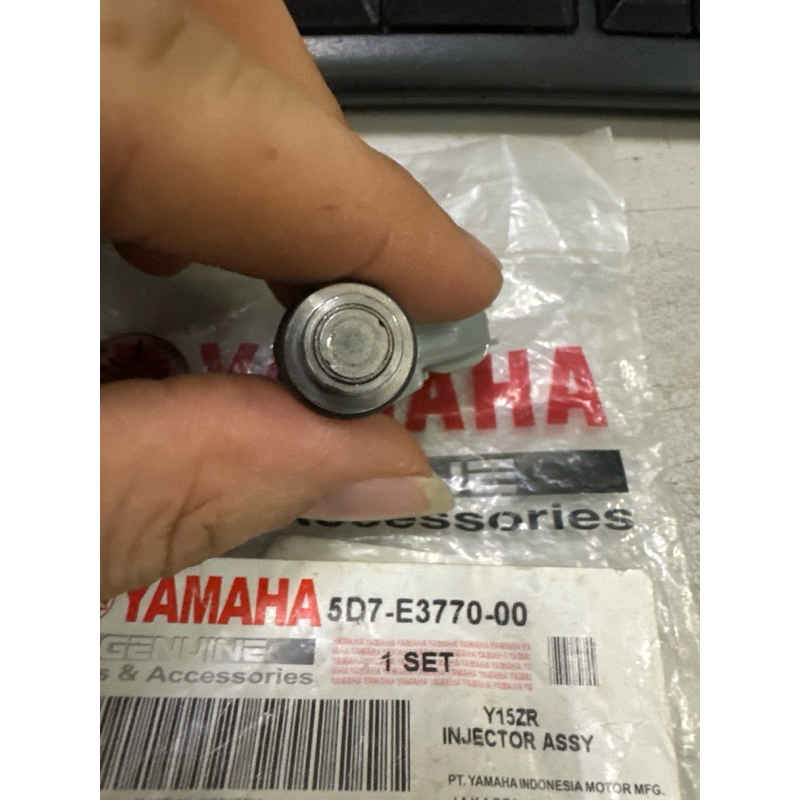 YAMAHA
Accessories
YAMAHA 5D7-E3770-00
GENUINE
1 SET
s & Accessories
Y15ZR
INJECTOR ASSY
PT. YAMAHA INDONESIA MOTOR MFG.